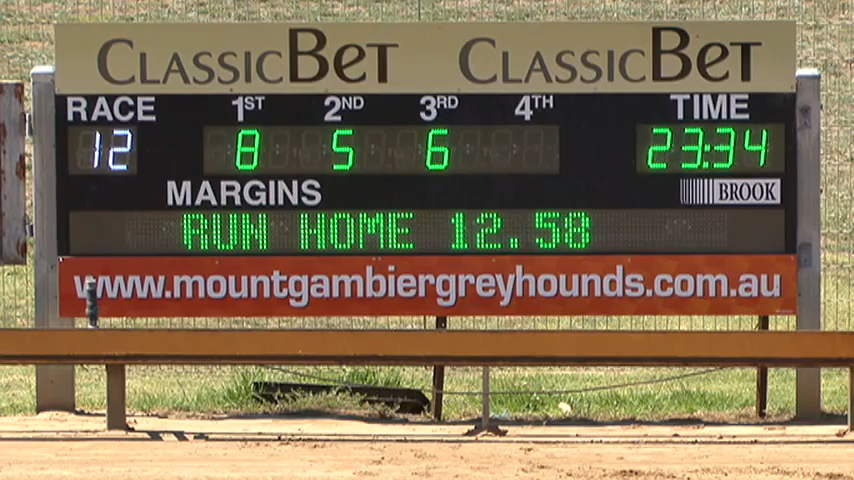 CLASSICBET CLASSICBET
RACE 1ST 2ND 3RD 4TH TIME
12 8 5 6 23:34
MARGINS BROOK
RUN HOME 12.58
www.mountgambiergreyhounds.com.au